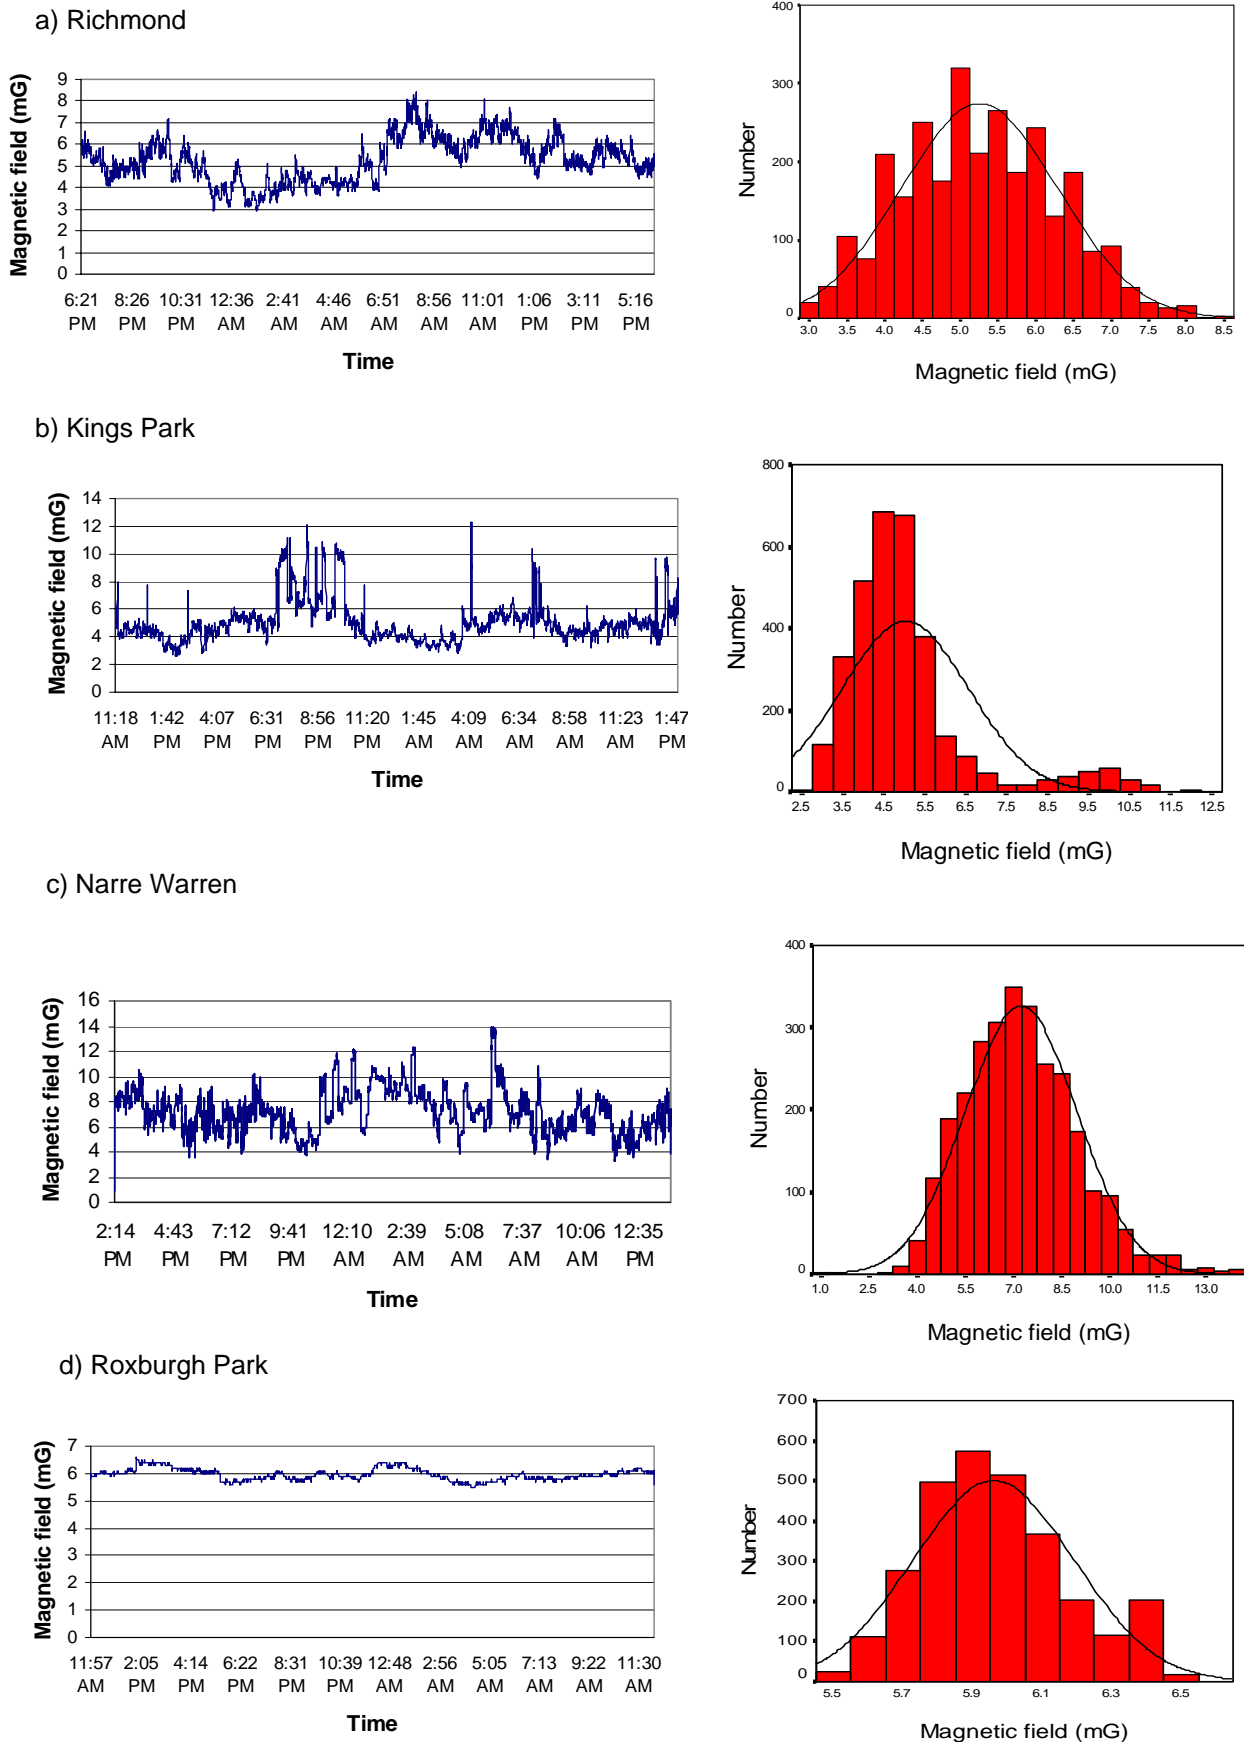 a) Richmond
Magnetic field (mG)
9
8
7
6
5
4
3
2
1
0
6:21 8:26 10:31 12:36 2:41 4:46 6:51 8:56 11:01 1:06 3:11 5:16
PM PM PM AM AM AM AM AM AM PM PM PM
Time
Number
400
300
200
100
0
3.0 3.5 4.0 4.5 5.0 5.5 6.0 6.5 7.0 7.5 8.0 8.5
Magnetic field (mG)
b) Kings Park
Magnetic field (mG)
14
12
10
8
6
4
2
0
11:18 1:42 4:07 6:31 8:56 11:20 1:45 4:09 6:34 8:58 11:23 1:47
AM PM PM PM PM PM AM AM AM AM AM PM
Time
Number
800
600
400
200
0
2.5 3.5 4.5 5.5 6.5 7.5 8.5 9.5 10.5 11.5 12.5
Magnetic field (mG)
c) Narre Warren
Magnetic field (mG)
16
14
12
10
8
6
4
2
0
2:14 4:43 7:12 9:41 12:10 2:39 5:08 7:37 10:06 12:35
PM PM PM PM AM AM AM AM AM PM
Time
Number
400
300
200
100
0
1.0 2.5 4.0 5.5 7.0 8.5 10.0 11.5 13.0
Magnetic field (mG)
d) Roxburgh Park
Magnetic field (mG)
7
6
5
4
3
2
1
0
11:57 2:05 4:14 6:22 8:31 10:39 12:48 2:56 5:05 7:13 9:22 11:30
AM PM PM PM PM PM AM AM AM AM AM AM
Time
Number
700
600
500
400
300
200
100
0
5.5 5.7 5.9 6.1 6.3 6.5
Magnetic field (mG)